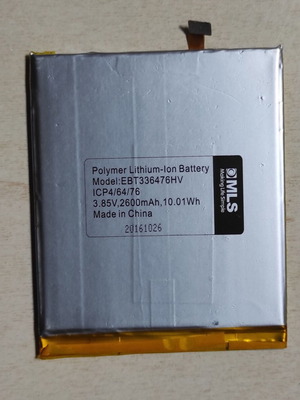 Polymer Lithium-Ion Battery
Model:EBT336476HV
ICP4/64/76
3.85V,2600mAh,10.01Wh
Made in China
20161026
MLS
Making Life Simple